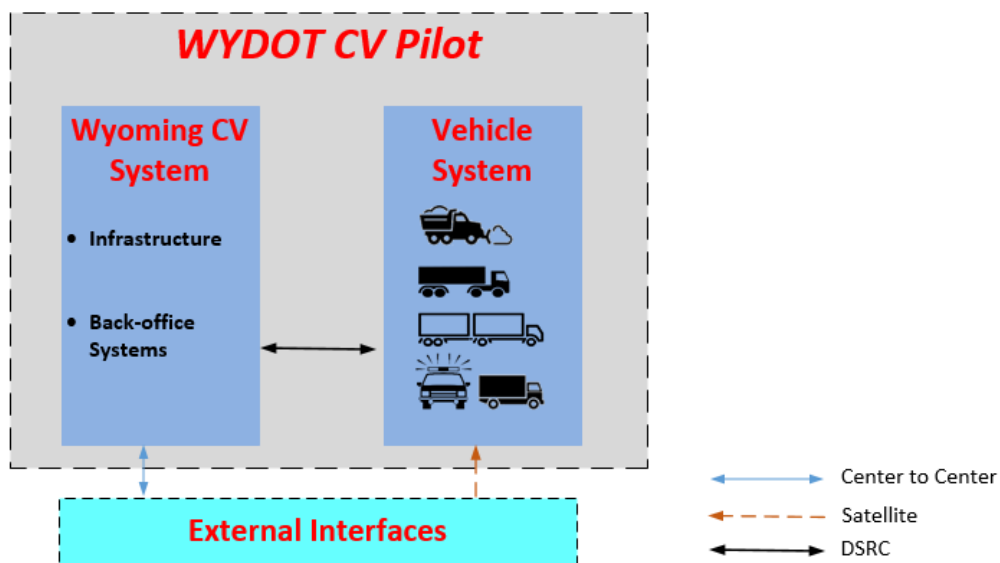 WYDOT CV Pilot
Wyoming CV
System
• Infrastructure
• Back-office
Systems
Vehicle
System
External Interfaces
Center to Center
Satellite
DSRC